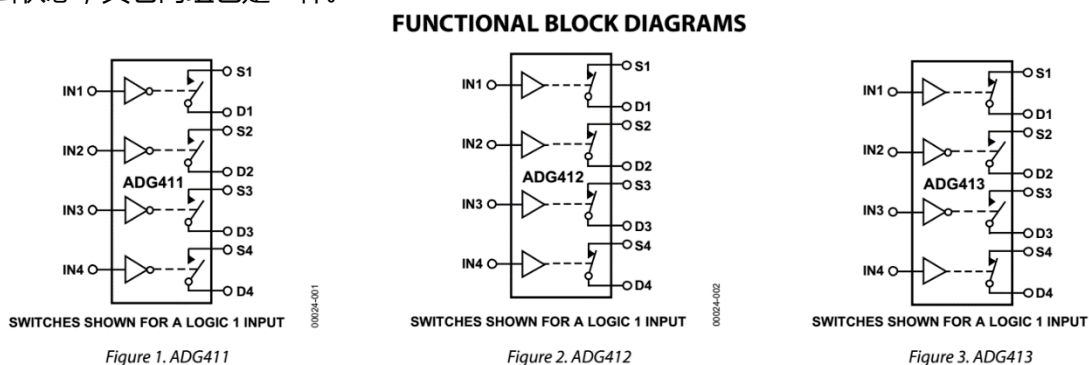 FUNCTIONAL BLOCK DIAGRAMS
IN1
S1
D1
IN2
S2
D2
ADG411
IN3
S3
D3
IN4
S4
D4
00024-001
SWITCHES SHOWN FOR A LOGIC 1 INPUT
Figure 1. ADG411
IN1
S1
D1
IN2
S2
D2
ADG412
IN3
S3
D3
IN4
S4
D4
00024-002
SWITCHES SHOWN FOR A LOGIC 1 INPUT
Figure 2. ADG412
IN1
S1
D1
IN2
S2
D2
ADG413
IN3
S3
D3
IN4
S4
D4
SWITCHES SHOWN FOR A LOGIC 1 INPUT
Figure 3. ADG413